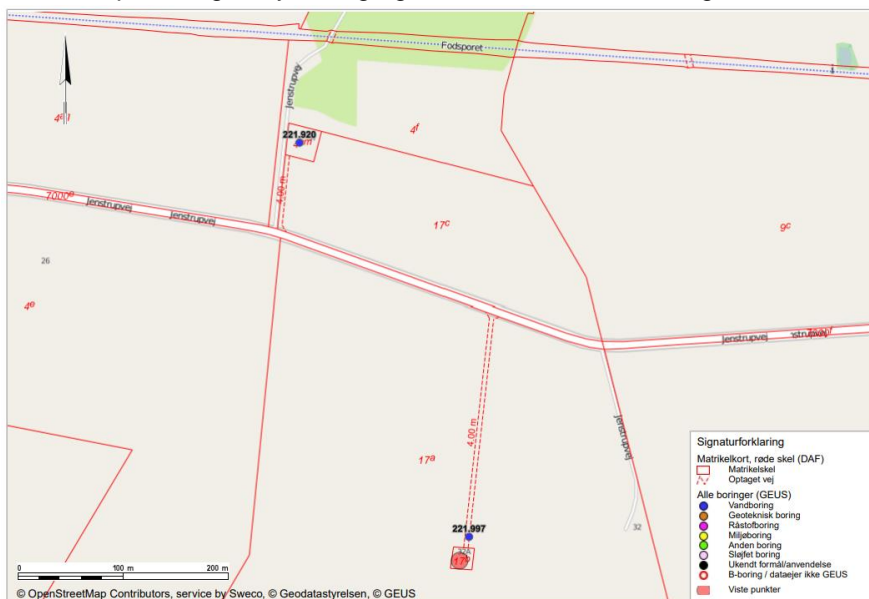 Fodsporet
Jenstrupvej
221.920
4f
4,00 m
7000
Jenstrupvej
Jenstrupvej
17c
9c
26
4e
Jenstrupvej
4,00 m
Jenstrupvej
17a
221.997
32
17
0 100 m 200 m
© OpenStreetMap Contributors, service by Sweco, © Geodatastyrelsen, © GEUS
Signaturforklaring
Matrikelkort, røde skel (DAF)
Matrikelskel
Optaget vej
Alle boringer (GEUS)
Vandboring
Geoteknisk boring
Råstofboring
Miljøboring
Anden boring
Sløjfet boring
Ukendt formål/anvendelse
B-boring / dataejer ikke GEUS
Viste punkter